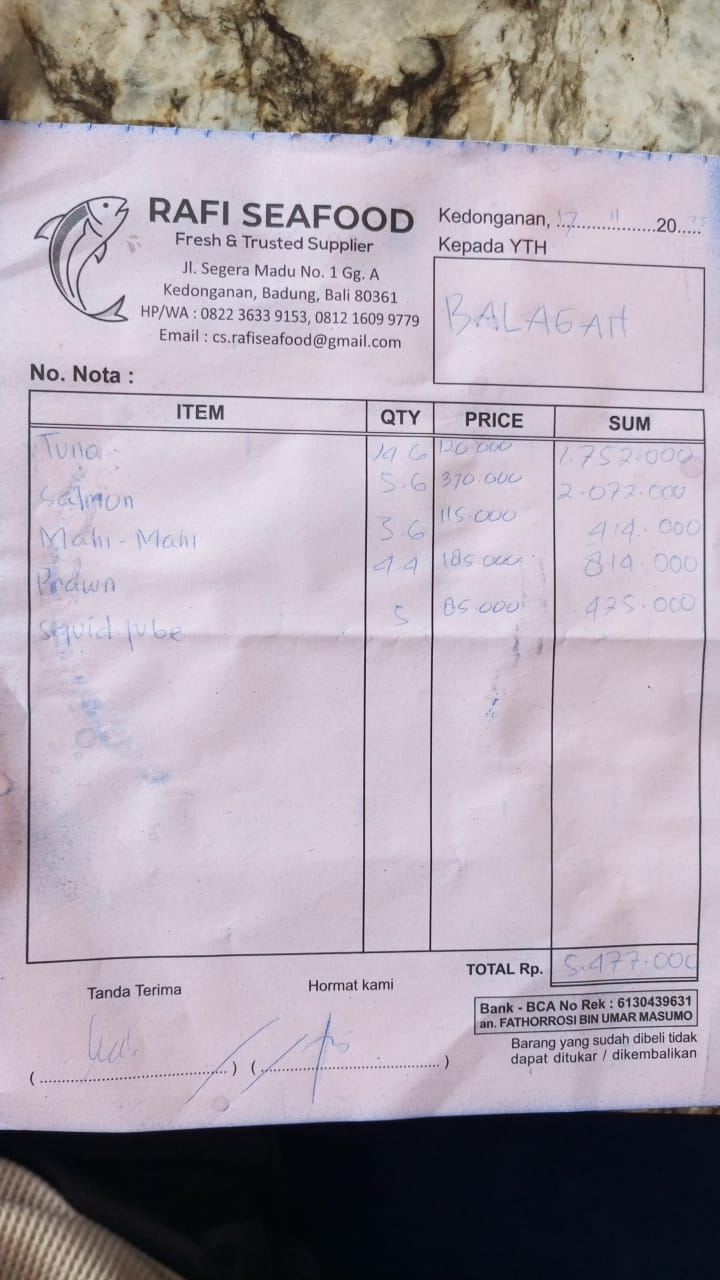 RAFI SEAFOOD
Fresh & Trusted Supplier
Jl. Segera Madu No. 1 Gg. A
Kedonganan, Badung, Bali 80361
HP/WA : 0822 3633 9153, 0812 1609 9779
Email : cs.rafiseafood@gmail.com
Kedonganan, 17 11 20
Kepada YTH
BALAGAN
No. Nota :
ITEM QTY PRICE SUM
Tuna 14.6 120.000 1.752.000
Salmon 5.6 370.000 2.072.000
Mahi-Mahi 3.6 115.000 414.000
Prawn 4.4 185.000 814.000
Squid tube 5 85.000 425.000
TOTAL Rp. 5.477.000
Tanda Terima Hormat kami
(........................) (........................)
Bank - BCA No Rek : 6130439631
an. FATHORROSI BIN UMAR MASUMO
Barang yang sudah dibeli tidak
dapat ditukar / dikembalikan